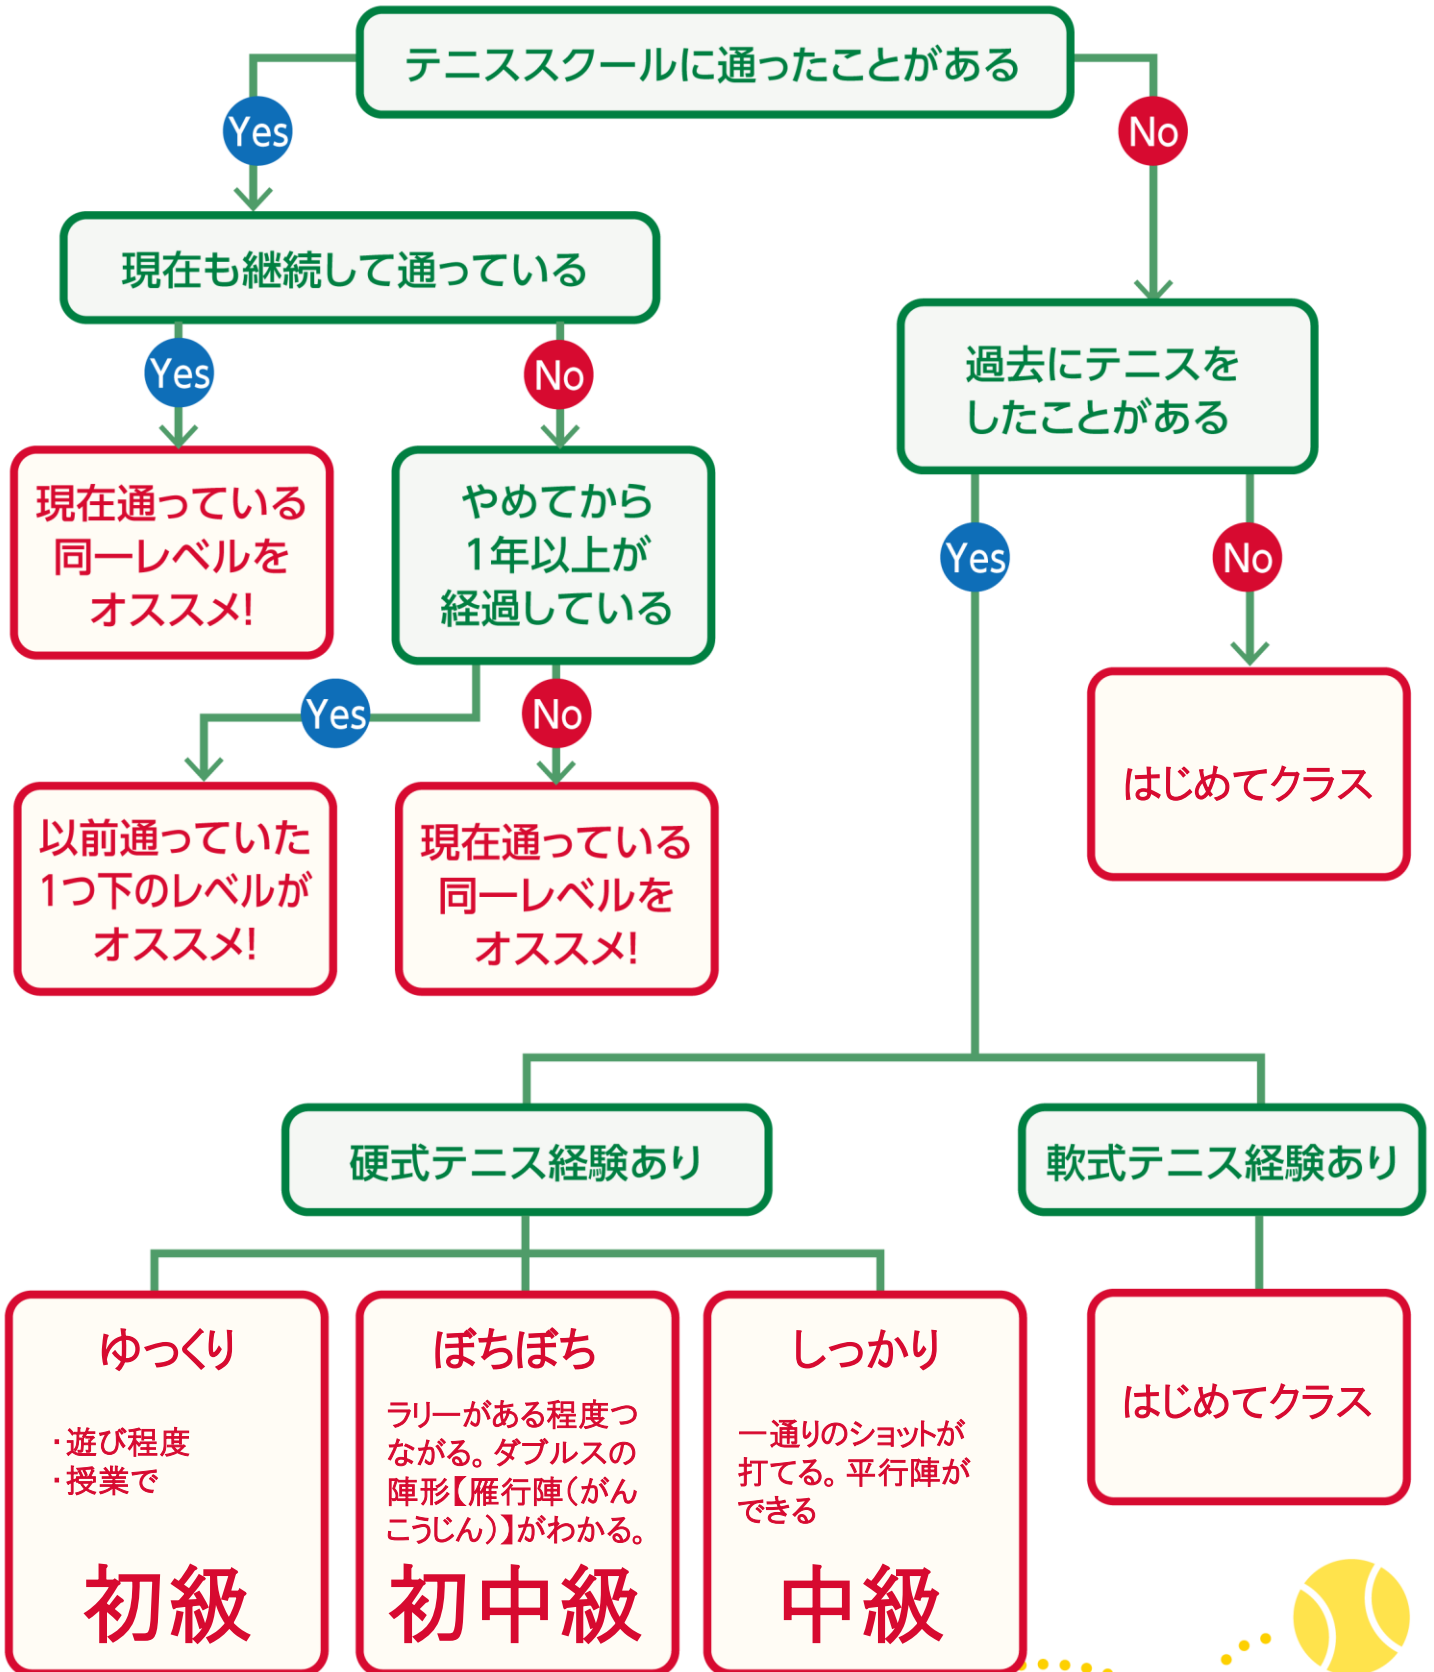 テニススクールに通ったことがある
Yes
No
現在も継続して通っている
Yes
No
過去にテニスを
したことがある
現在通っている
同一レベルを
オススメ!
やめてから
1年以上が
経過している
Yes
No
Yes
No
はじめてクラス
以前通っていた
1つ下のレベルが
オススメ!
現在通っている
同一レベルを
オススメ!
硬式テニス経験あり
軟式テニス経験あり
ゆっくり
・遊び程度
・授業で
初級
ぼちぼち
ラリーがある程度つ
ながる。ダブルスの
陣形【雁行陣(がん
こうじん)】がわかる。
初中級
しっかり
一通りのショットが
打てる。平行陣が
できる
中級
はじめてクラス